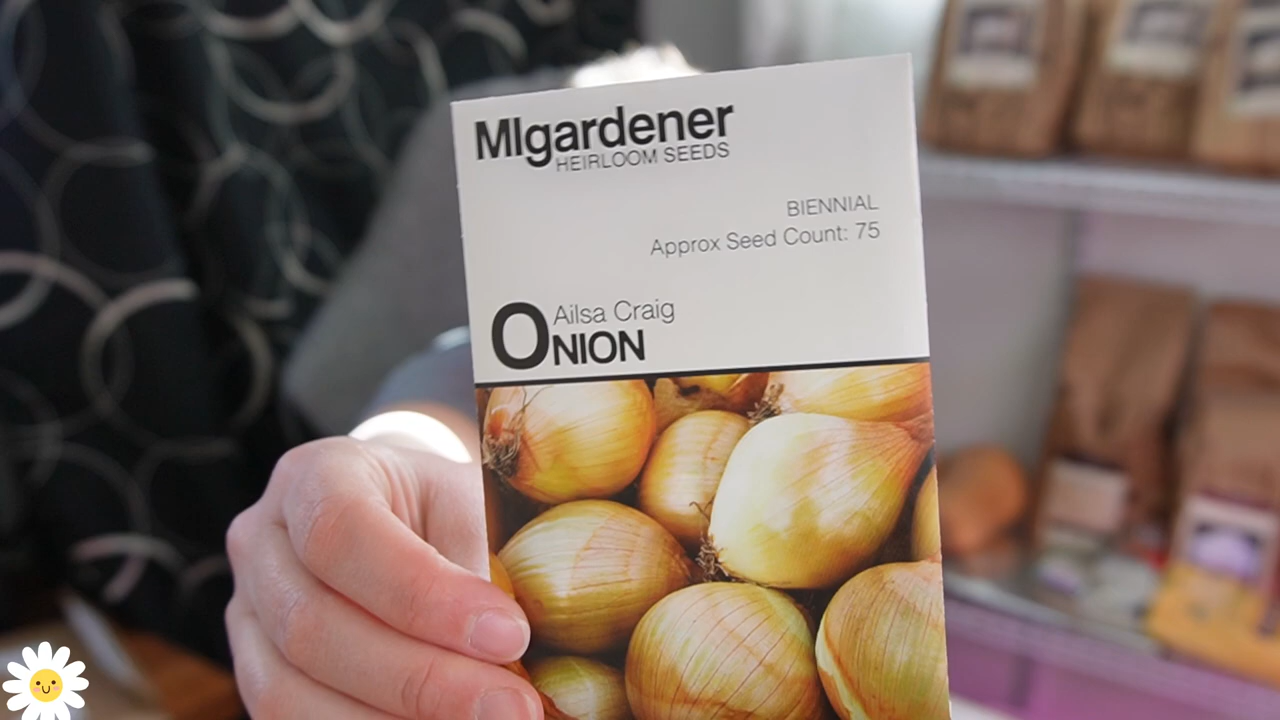 MIgardener
HEIRLOOM SEEDS
BIENNIAL
Approx Seed Count: 75
Ailsa Craig
ONION